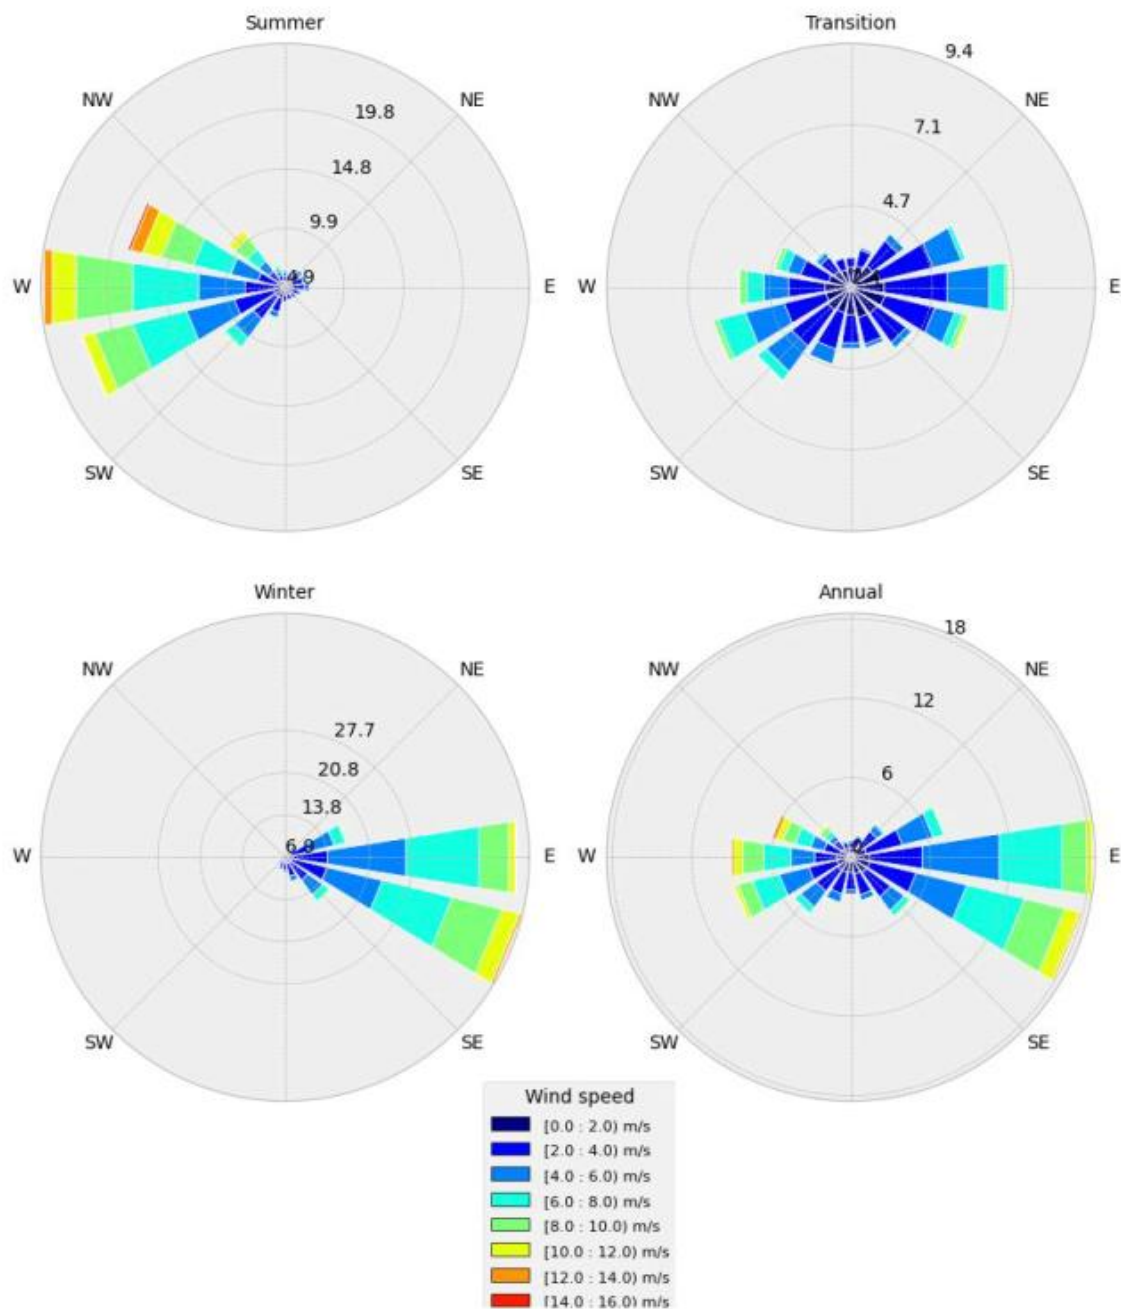 Summer
NW
NE
19.8
14.8
9.9
4.9
W
E
SW
SE
Transition
9.4
NW
NE
7.1
4.7
W
E
SW
SE
Winter
NW
NE
27.7
20.8
13.8
6.9
W
E
SW
SE
Annual
18
NW
NE
12
6
W
E
SW
SE
Wind speed
[0.0 : 2.0) m/s
[2.0 : 4.0) m/s
[4.0 : 6.0) m/s
[6.0 : 8.0) m/s
[8.0 : 10.0) m/s
[10.0 : 12.0) m/s
[12.0 : 14.0) m/s
[14.0 : 16.0) m/s